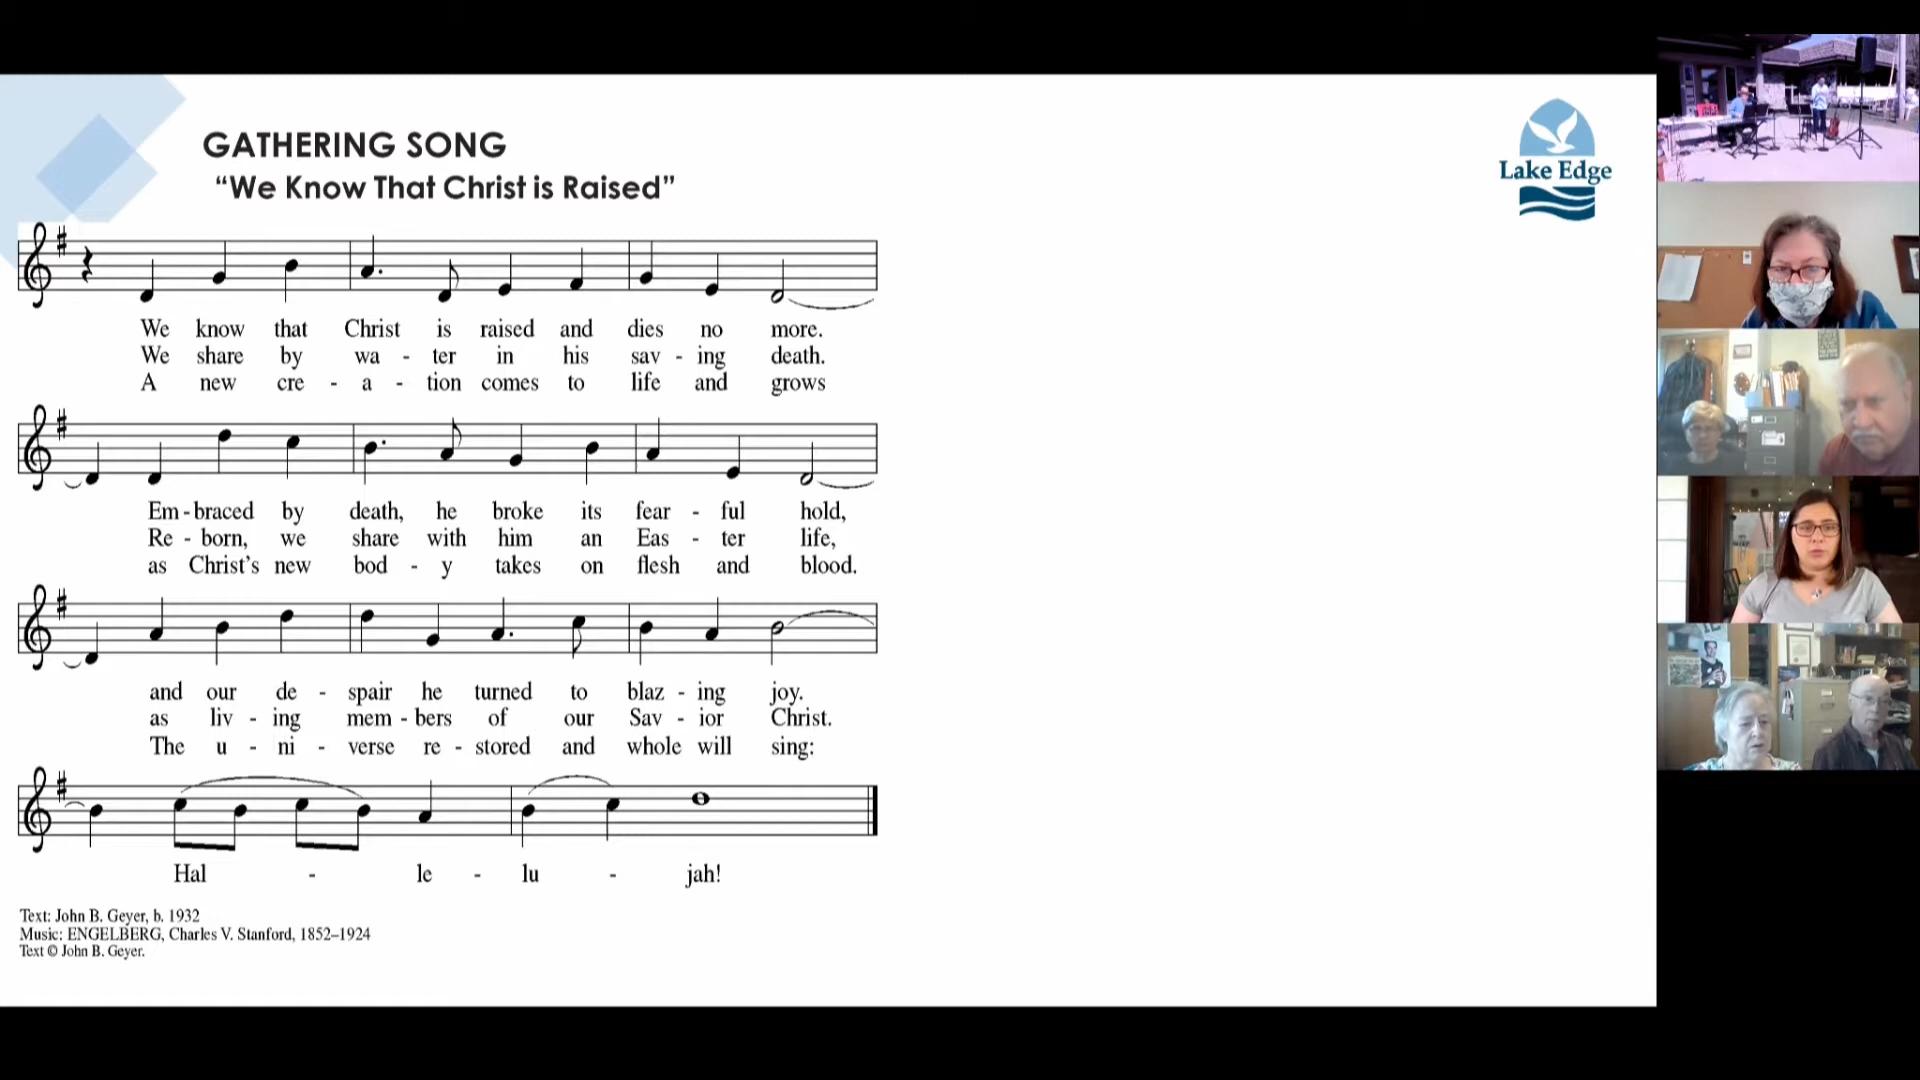 GATHERING SONG
“We Know That Christ is Raised”
Lake Edge
We know that Christ is raised and dies no more.
We share by wa - ter in his sav - ing death.
A new cre - a - tion comes to life and grows
Em - braced by death, he broke its fear - ful hold,
Re - born, we share with him an Eas - ter life,
as Christ’s new bod - y takes on flesh and blood.
and our de - spair he turned to blaz - ing joy.
as liv - ing mem - bers of our Sav - ior Christ.
The u - ni - verse re - stored and whole will sing:
Hal - le - lu - jah!
Text: John B. Geyer, b. 1932
Music: ENGELBERG, Charles V. Stanford, 1852–1924
Text © John B. Geyer.